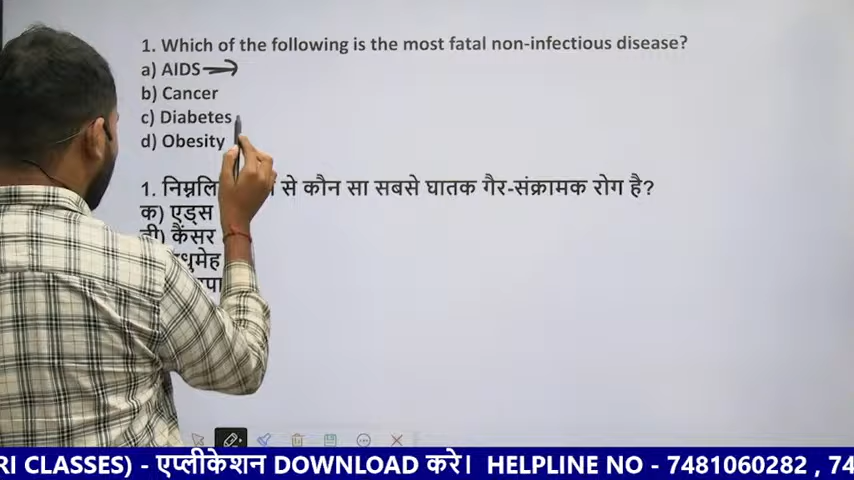 1. Which of the following is the most fatal non-infectious disease?
a) AIDS
b) Cancer
c) Diabetes
d) Obesity
1. से कौन सा सबसे घातक गैर-संक्रामक रोग है?
क) एड्स
कैंसर
RI CLASSES) - एप्लीकेशन DOWNLOAD करे। HELPLINE NO - 7481060282 , 74